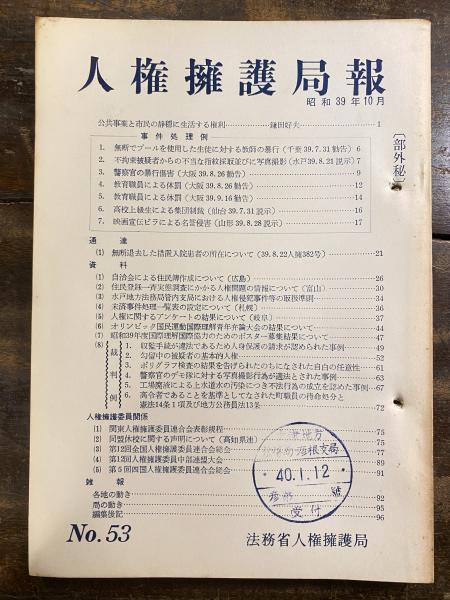 人権擁護局報
昭和39年10月
〔部外秘〕
公共事業と市民の静穏に生活する権利…………………鎌田好夫…………………1
事件処理例
1. 無断でプールを使用した生徒に対する教師の暴行(千葉39.7.31勧告) 6
2. 不拘束被疑者からの不当な指紋採取並びに写真撮影(水戸39.8.21説示) 7
3. 警察官の暴行傷害(大阪39.8.26勧告)…………………9
4. 教育職員による体罰(大阪39.8.26勧告)…………………12
5. 教育職員による体罰(大阪39.9.16勧告)…………………14
6. 高校上級生による集団制裁(仙台39.7.31説示)…………………16
7. 映画宣伝ビラによる名誉侵害(山形39.8.28説示)…………………17
通達
(1) 無断退去した措置入院患者の所在について(39.8.22人擁382号)…………………21
資料
(1) 自治会による住民簿作成について(広島)…………………26
(2) 住民登録一斉実態調査にかかる人権問題の情報について(富山)…………………30
(3) 水戸地方法務局管内支局における人権侵犯事件等の取扱準則…………………34
(4) 未済事件処理一覧表の設定について(札幌)…………………36
(5) 人権に関するアンケートの結果について(岐阜)…………………37
(6) オリンピック国民運動国際理解青年弁論大会の結果について…………………44
(7) 昭和39年度国際理解国際協力のためのポスター募集結果について…………………47
(8) 裁判例
1. 収監手続が違法であるため人身保護の請求が認められた事例…………………49
2. 勾留中の被疑者の基本的人権…………………52
3. ポリグラフ検査の結果を告げられたのちになされた自白の任意性…………………61
4. 警察官のデモ隊に対する写真撮影行為が適法とされた事例…………………63
5. 工場廃液による上水道水の汚染につき不法行為の成立を認めた事例…………………67
6. 高令者であることを基準としてなされた町職員の待命処分と
憲法14条1項及び地方公務員法13条…………………72
人権擁護委員関係
(1) 関東人権擁護委員連合会表彰規程…………………75
(2) 同盟休校に関する声明について(高知県連)…………………77
(3) 第12回全国人権擁護委員連合会総会…………………
(4) 第12回人権擁護委員中部連盟大会…………………89
(5) 第5回四国人権擁護委員連合会総会…………………91
雑報
各地の動き…………………92
局の動き…………………95
編集後記…………………96
40.1.12
受付
No.53
法務省人権擁護局